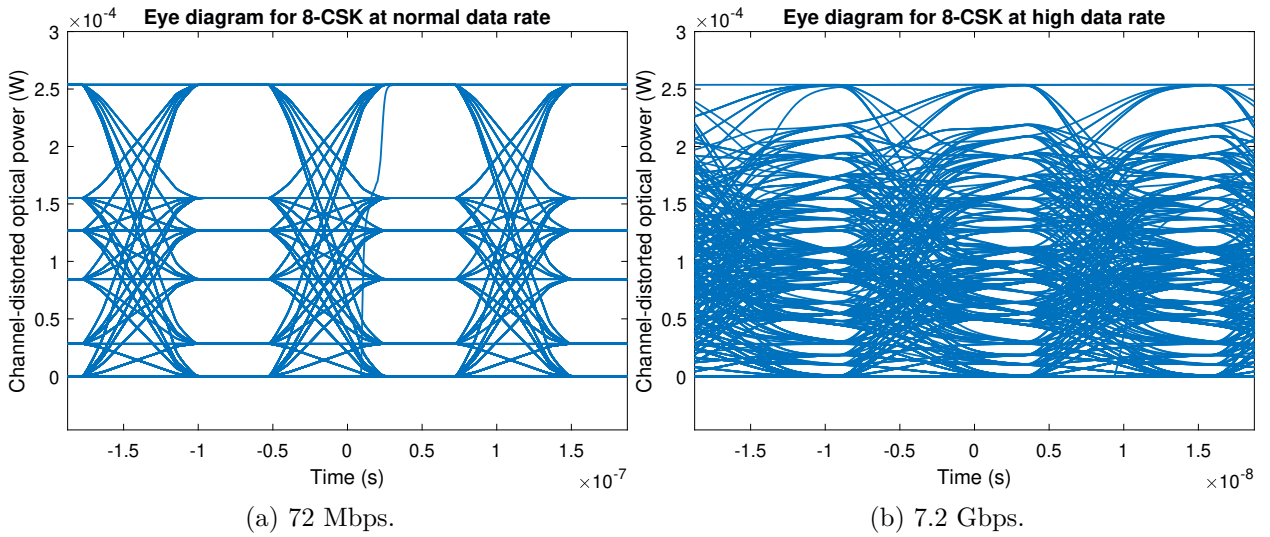 Eye diagram for 8-CSK at normal data rate
×10-4
3
2.5
2
1.5
1
0.5
0
Channel-distorted optical power (W)
-1.5 -1 -0.5 0 0.5 1 1.5
Time (s)
×10-7
(a) 72 Mbps.
Eye diagram for 8-CSK at high data rate
×10-4
3
2.5
2
1.5
1
0.5
0
Channel-distorted optical power (W)
-1.5 -1 -0.5 0 0.5 1 1.5
Time (s)
×10-8
(b) 7.2 Gbps.